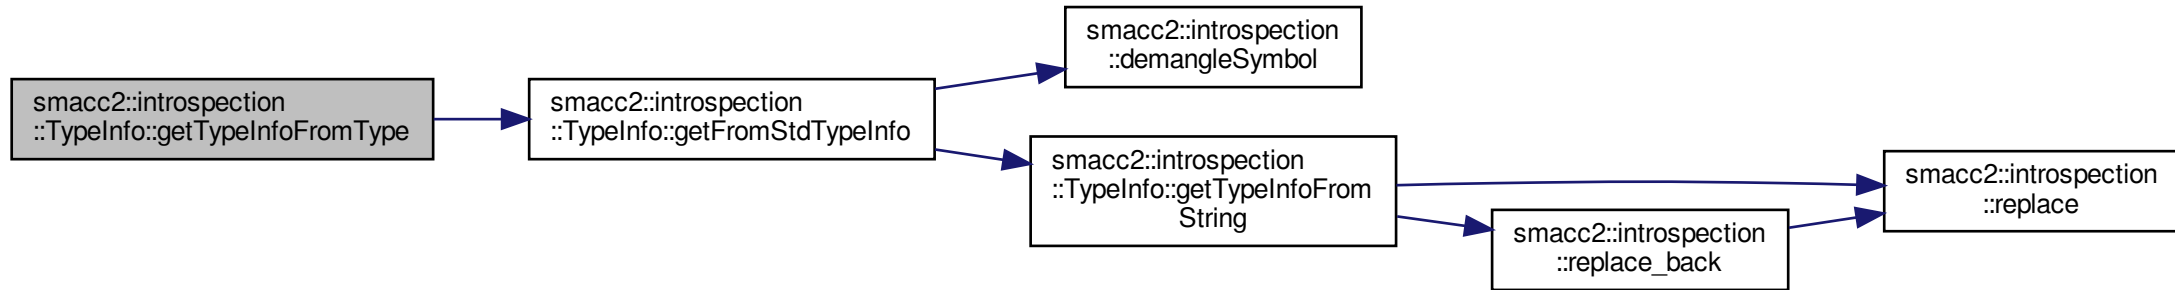 smacc2::introspection
::TypeInfo::getTypeInfoFromType
smacc2::introspection
::TypeInfo::getFromStdTypeInfo
smacc2::introspection
::demangleSymbol
smacc2::introspection
::TypeInfo::getTypeInfoFrom
String
smacc2::introspection
::replace_back
smacc2::introspection
::replace